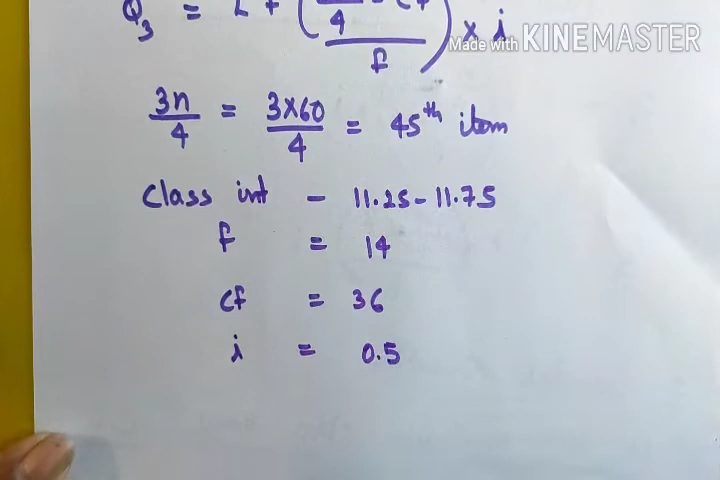 Q₃ = L + ( 4 - cf / f ) × i
Made with KINEMASTER
3n/4 = 3×60/4 = 45th item
Class int - 11.25-11.75
f = 14
cf = 36
i = 0.5